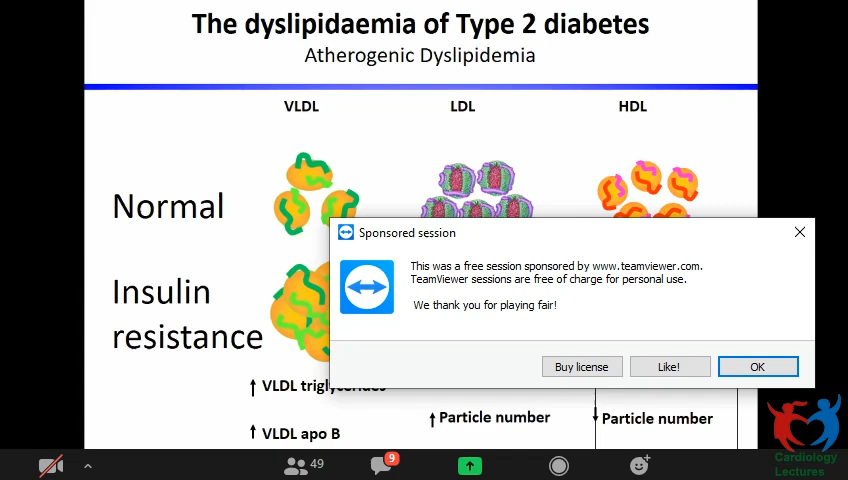 The dyslipidaemia of Type 2 diabetes
Atherogenic Dyslipidemia
VLDL LDL HDL
Normal
Insulin
resistance
Sponsored session
This was a free session sponsored by www.teamviewer.com.
TeamViewer sessions are free of charge for personal use.
We thank you for playing fair!
Buy license Like! OK
↑ VLDL triglycerides
↑ Particle number ↓ Particle number
↑ VLDL apo B
49 9
Cardiology
Lectures